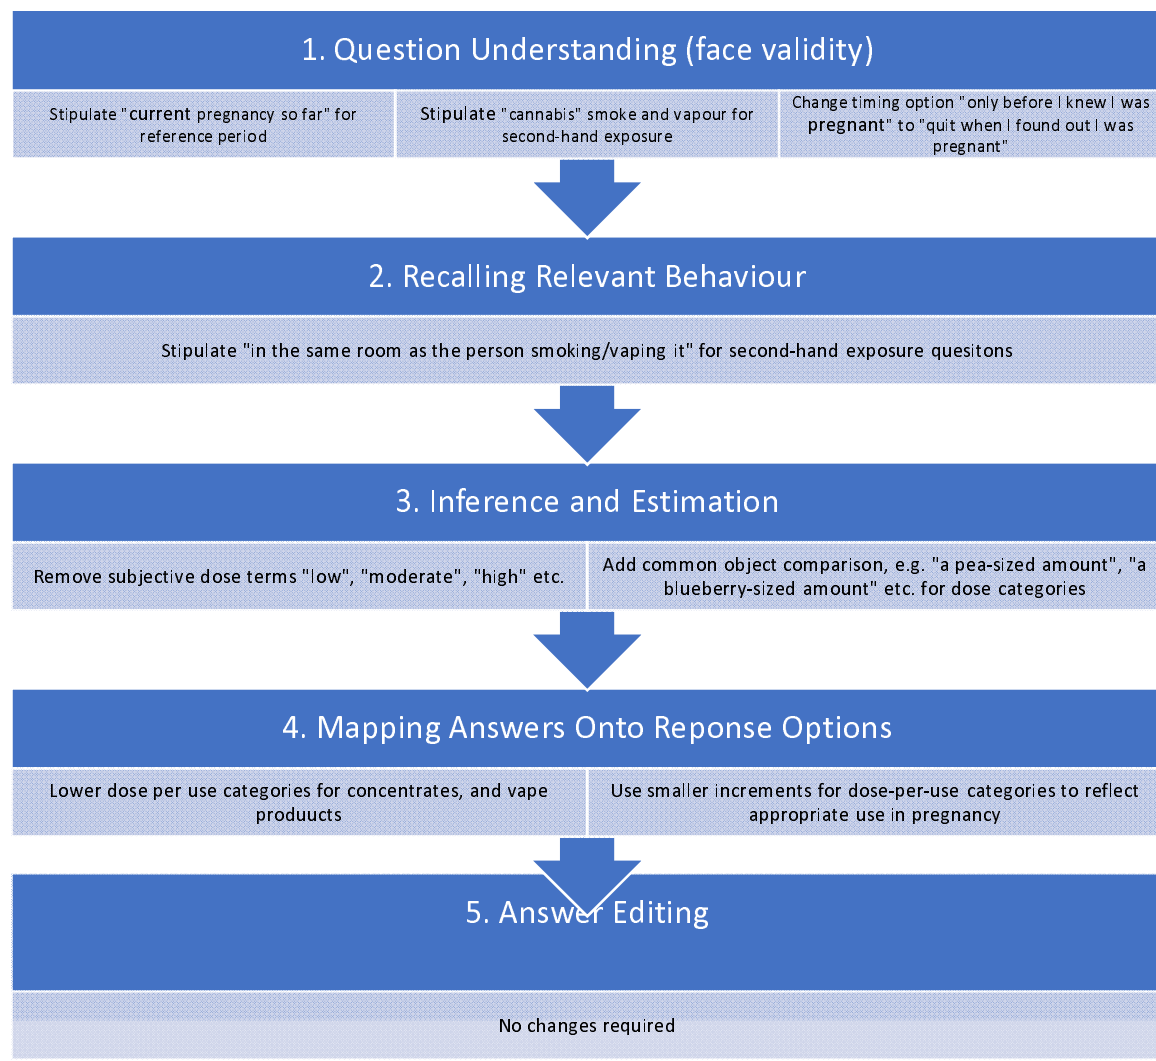 1. Question Understanding (face validity)
Stipulate "current pregnancy so far" for
reference period
Stipulate "cannabis" smoke and vapour for
second-hand exposure
Change timing option "only before I knew I was
pregnant" to "quit when I found out I was
pregnant"
2. Recalling Relevant Behaviour
Stipulate "in the same room as the person smoking/vaping it" for second-hand exposure quesitons
3. Inference and Estimation
Remove subjective dose terms "low", "moderate", "high" etc.
Add common object comparison, e.g. "a pea-sized amount", "a
blueberry-sized amount" etc. for dose categories
4. Mapping Answers Onto Reponse Options
Lower dose per use categories for concentrates, and vape
produucts
Use smaller increments for dose-per-use categories to reflect
appropriate use in pregnancy
5. Answer Editing
No changes required